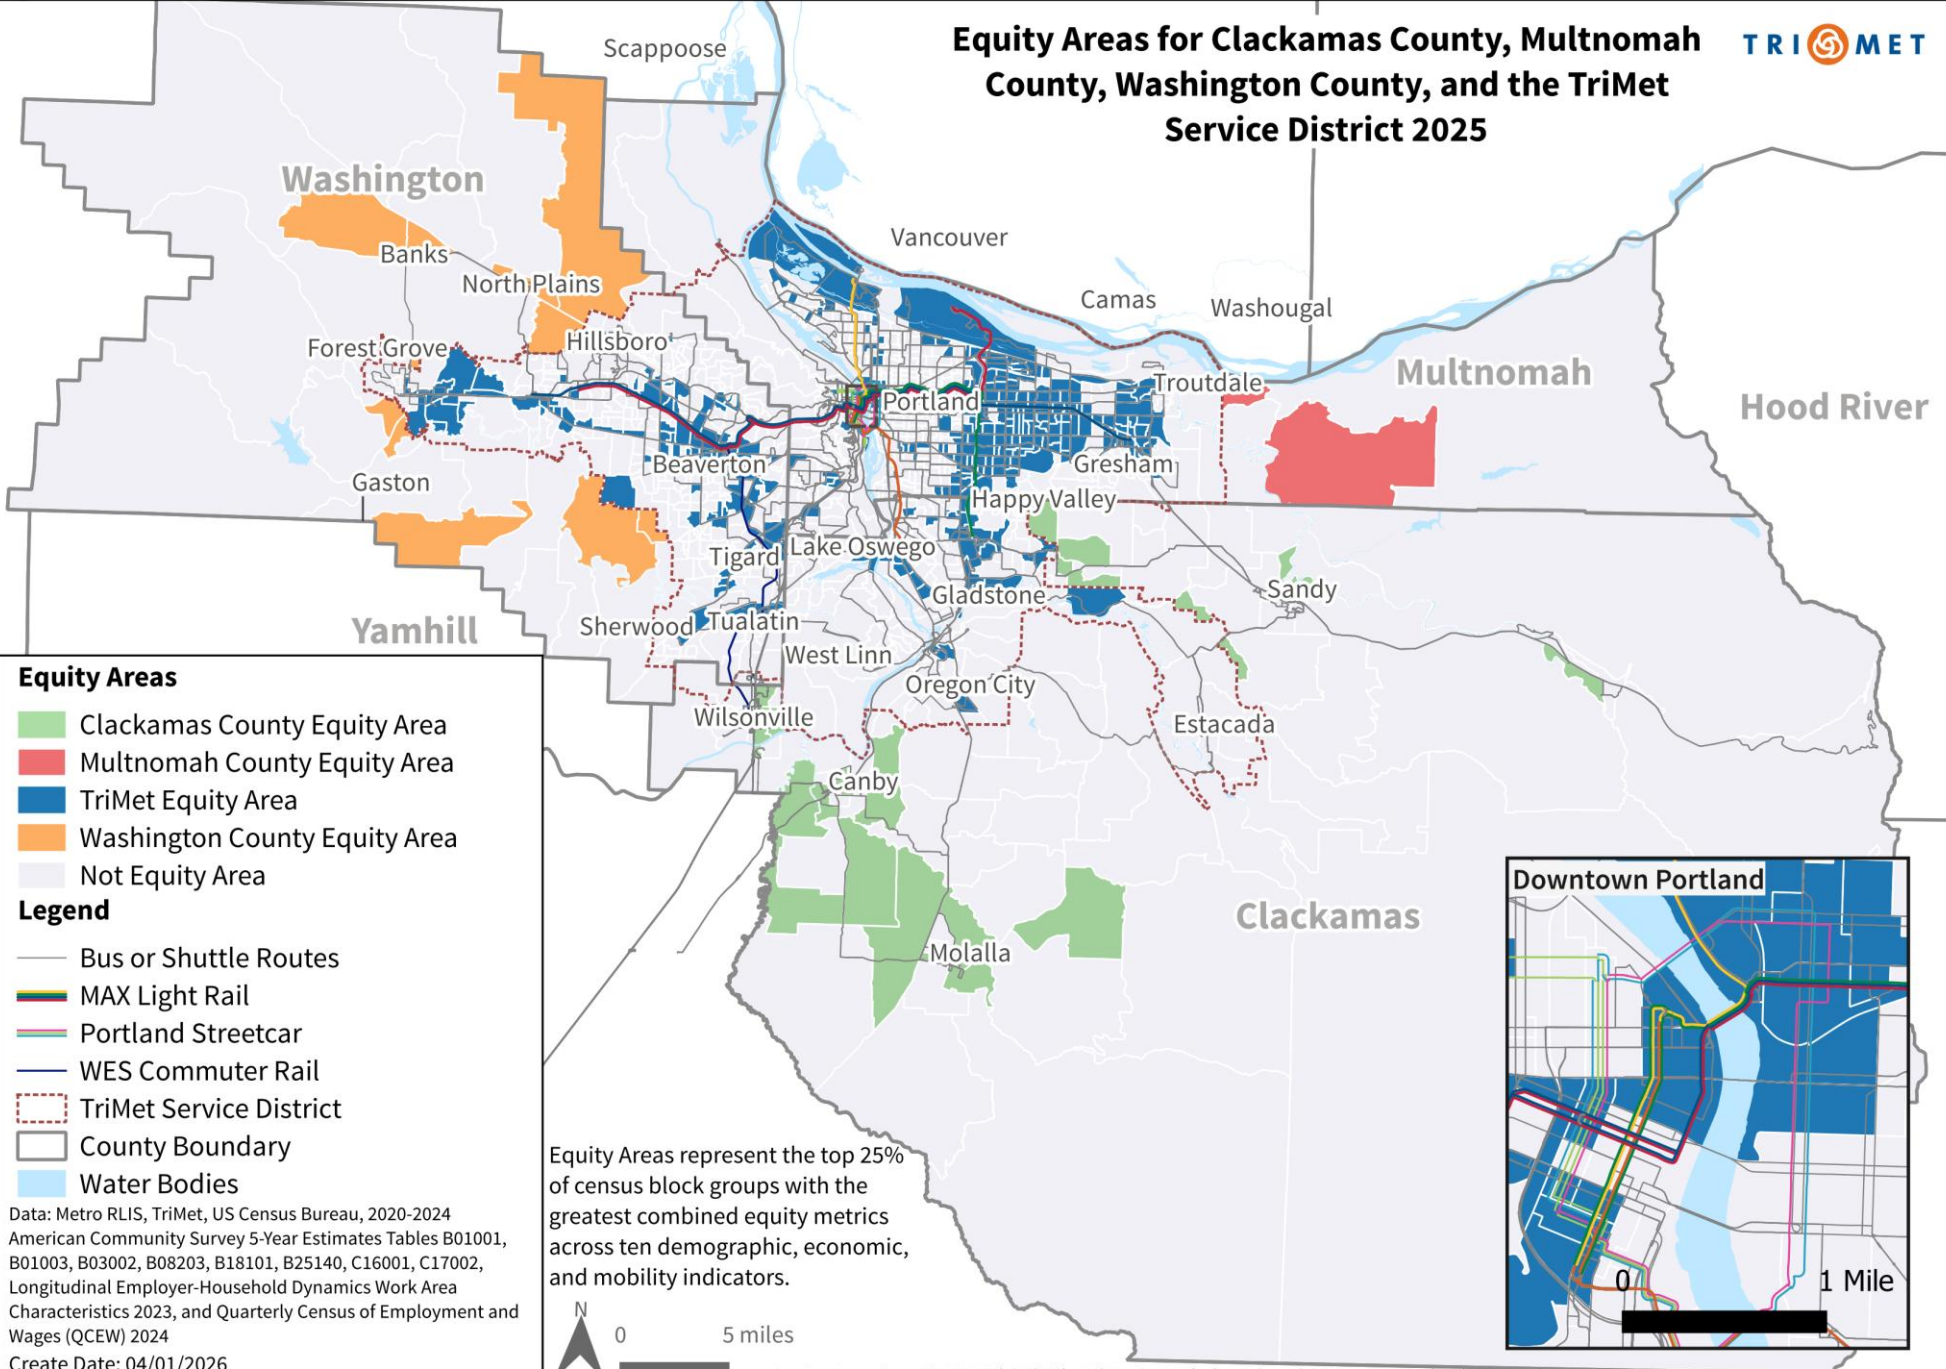 Equity Areas for Clackamas County, Multnomah
County, Washington County, and the TriMet
Service District 2025
TRI MET
Scappoose
Washington
Vancouver
Banks
North Plains
Camas
Washougal
Forest Grove
Hillsboro
Troutdale
Multnomah
Portland
Hood River
Beaverton
Gresham
Gaston
Happy Valley
Tigard
Lake Oswego
Gladstone
Sandy
Yamhill
Sherwood
Tualatin
West Linn
Oregon City
Wilsonville
Estacada
Canby
Clackamas
Molalla
Equity Areas
Clackamas County Equity Area
Multnomah County Equity Area
TriMet Equity Area
Washington County Equity Area
Not Equity Area
Legend
Bus or Shuttle Routes
MAX Light Rail
Portland Streetcar
WES Commuter Rail
TriMet Service District
County Boundary
Water Bodies
Data: Metro RLIS, TriMet, US Census Bureau, 2020-2024
American Community Survey 5-Year Estimates Tables B01001,
B01003, B03002, B08203, B18101, B25140, C16001, C17002,
Longitudinal Employer-Household Dynamics Work Area
Characteristics 2023, and Quarterly Census of Employment and
Wages (QCEW) 2024
Create Date: 04/01/2026
Equity Areas represent the top 25%
of census block groups with the
greatest combined equity metrics
across ten demographic, economic,
and mobility indicators.
N
0 5 miles
Downtown Portland
0 1 Mile